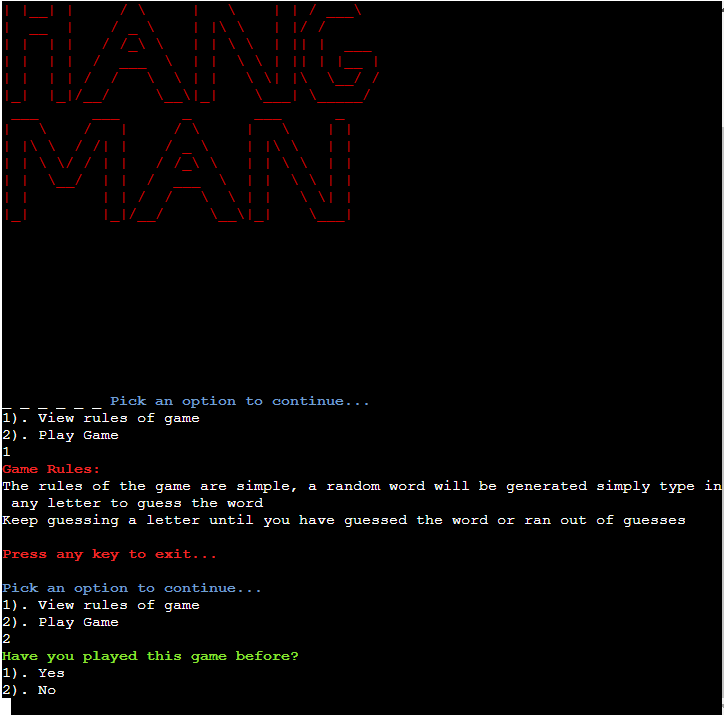 HANG
MAN
_ _ _ _ _ _ Pick an option to continue...
1). View rules of game
2). Play Game
1
Game Rules:
The rules of the game are simple, a random word will be generated simply type in
any letter to guess the word
Keep guessing a letter until you have guessed the word or ran out of guesses
Press any key to exit...
Pick an option to continue...
1). View rules of game
2). Play Game
2
Have you played this game before?
1). Yes
2). No